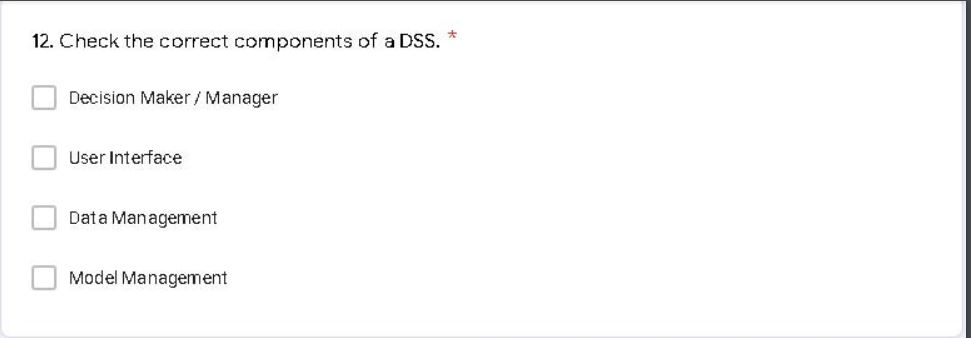 12. Check the correct components of a DSS. *
Decision Maker / Manager
User Interface
Data Management
Model Management